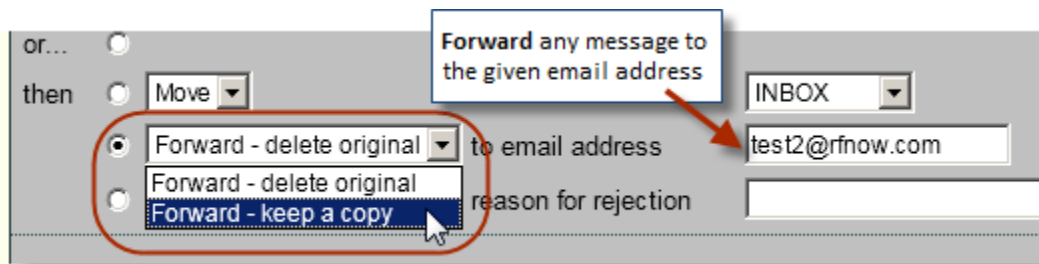 Forward any message to
the given email address
or...
then Move INBOX
Forward - delete original to email address test2@rfnow.com
Forward - delete original
Forward - keep a copy reason for rejection